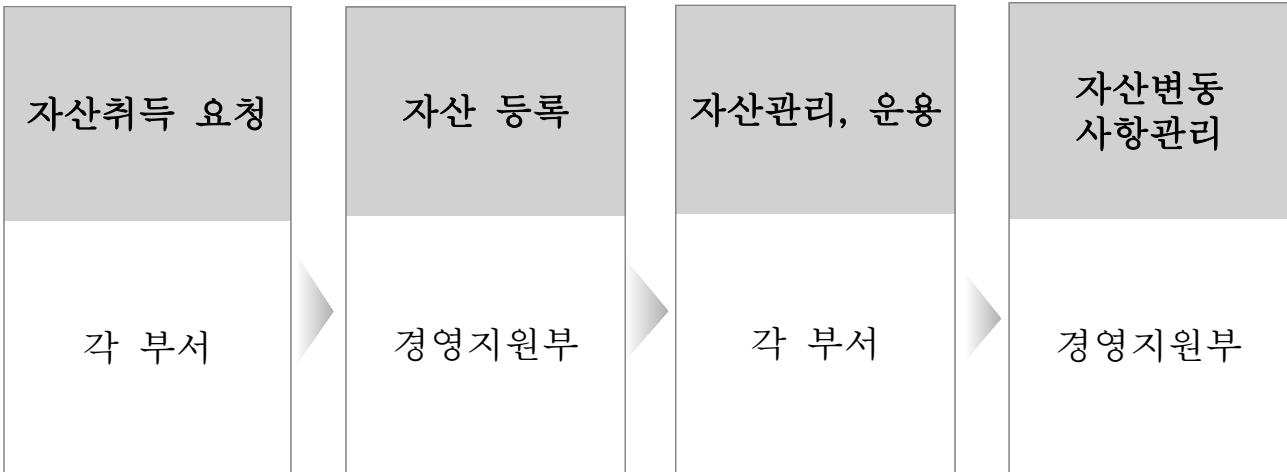 자산취득 요청
각 부서
자산 등록
경영지원부
자산관리, 운용
각 부서
자산변동
사항관리
경영지원부